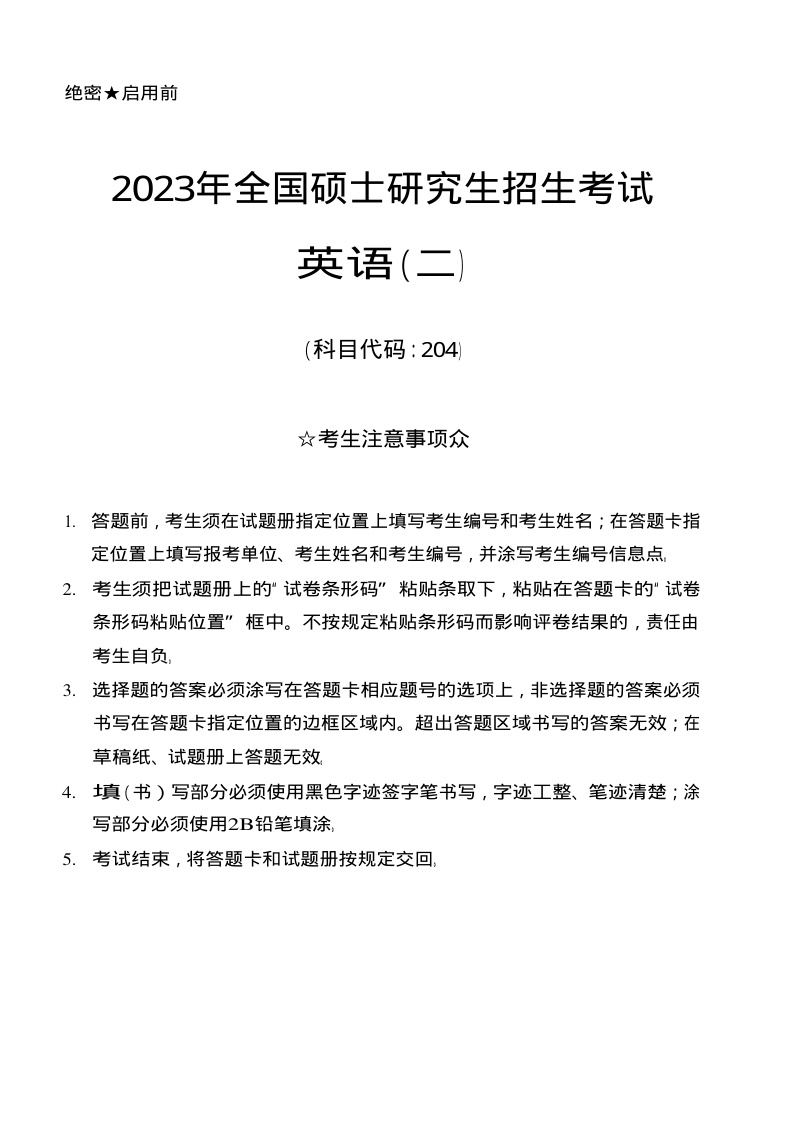 绝密★启用前
2023年全国硕士研究生招生考试
英语(二)
(科目代码:204)
☆考生注意事项众
1. 答题前,考生须在试题册指定位置上填写考生编号和考生姓名;在答题卡指
定位置上填写报考单位、考生姓名和考生编号,并涂写考生编号信息点。
2. 考生须把试题册上的“试卷条形码” 粘贴条取下,粘贴在答题卡的“试卷
条形码粘贴位置” 框中。不按规定粘贴条形码而影响评卷结果的,责任由
考生自负。
3. 选择题的答案必须涂写在答题卡相应题号的选项上,非选择题的答案必须
书写在答题卡指定位置的边框区域内。超出答题区域书写的答案无效;在
草稿纸、试题册上答题无效。
4. 填(书)写部分必须使用黑色字迹签字笔书写,字迹工整、笔迹清楚;涂
写部分必须使用2B铅笔填涂。
5. 考试结束,将答题卡和试题册按规定交回。